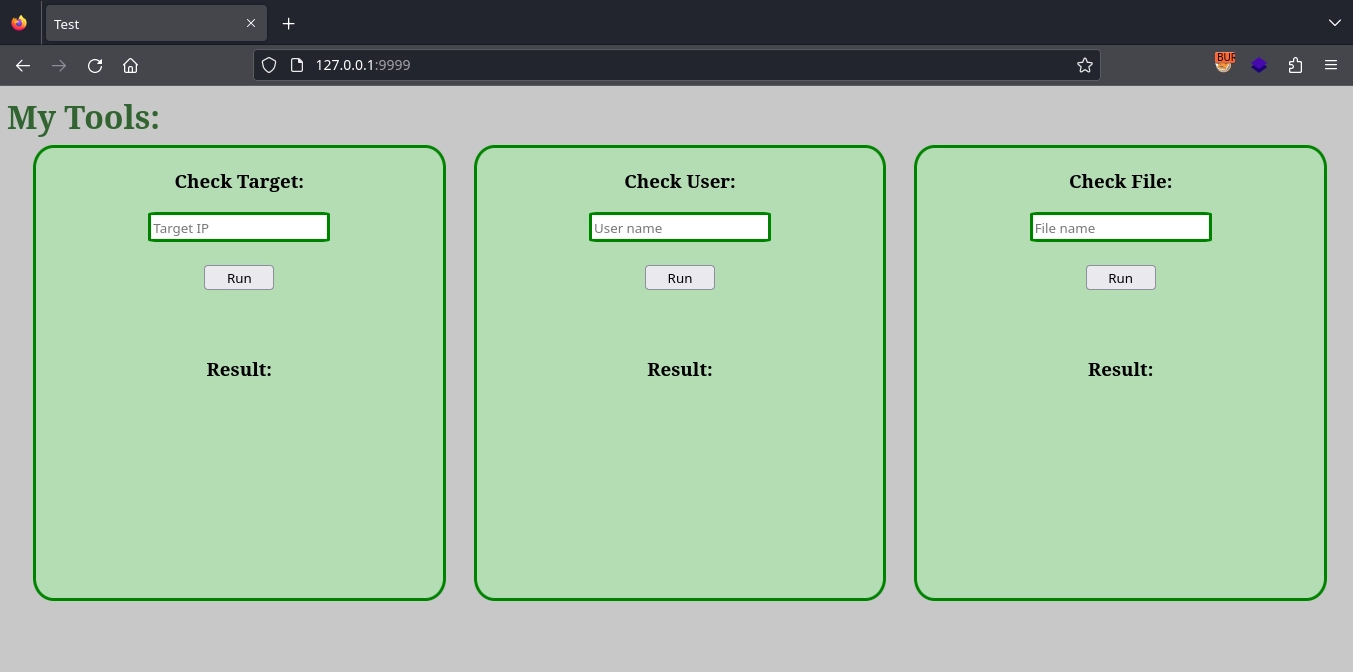 Test
127.0.0.1:9999
BUR
My Tools:
Check Target:
Target IP
Run
Result:
Check User:
User name
Run
Result:
Check File:
File name
Run
Result: